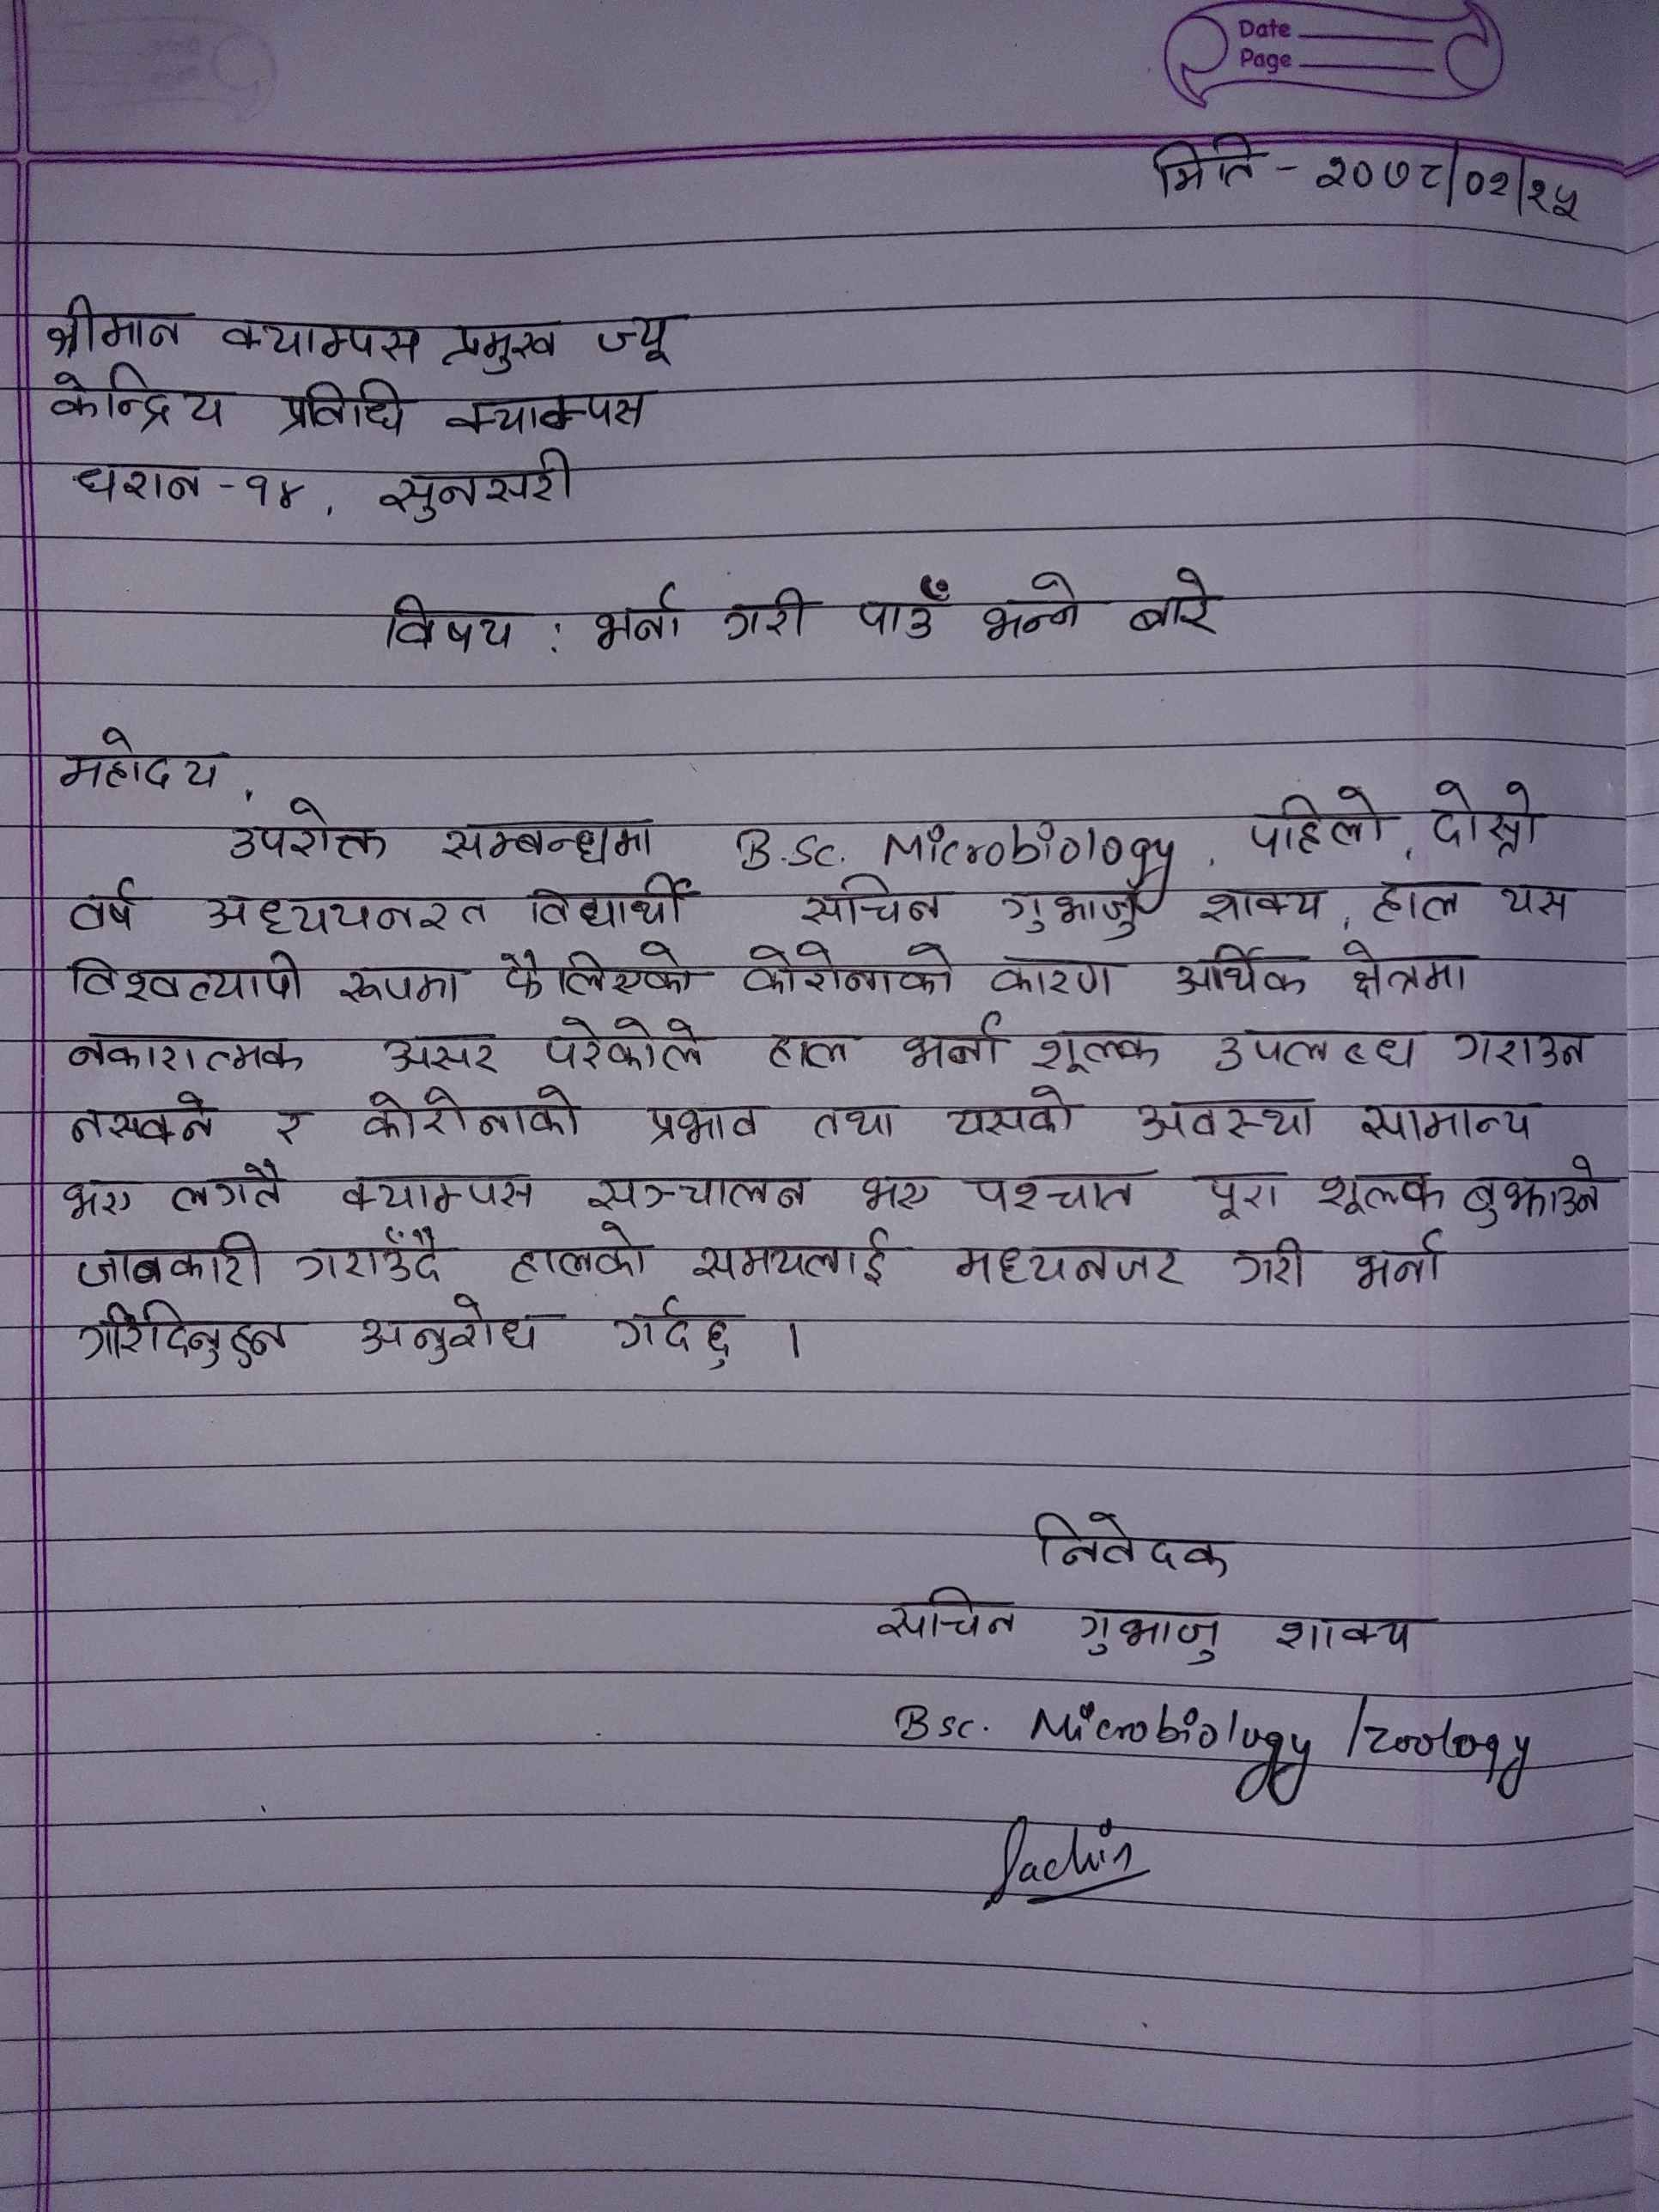 Date
Page
मिति - २०७८/०२/२५
श्रीमान क्याम्पस प्रमुख ज्यू
केन्द्रिय प्रविधि क्याम्पस
धरान -१४, सुनसरी
विषय : भर्ना गरी पाउँ भन्ने बारे
महोदय,
उपरोक्त सम्बन्धमा B.Sc. Microbiology, पहिलो, दोस्रो
वर्ष अध्ययनरत विद्यार्थी सचिन गुभाजु शाक्य, हाल यस
विश्वव्यापी रूपमा फैलिएको कोरोनाको कारण आर्थिक क्षेत्रमा
नकारात्मक असर परेकोले हाल भर्ना शूल्क उपलब्ध गराउन
नसक्ने र कोरोनाको प्रभाव तथा यसको अवस्था सामान्य
भए लगतै क्याम्पस सञ्चालन भए पश्चात पूरा शूल्क बुझाउने
जानकारी गराउँदै हालको समयलाई मध्यनजर गरी भर्ना
गरिदिनुहुन अनुरोध गर्दछु ।
निवेदक
सचिन गुभाजु शाक्य
Bsc. Microbiology /zoology
Sachin